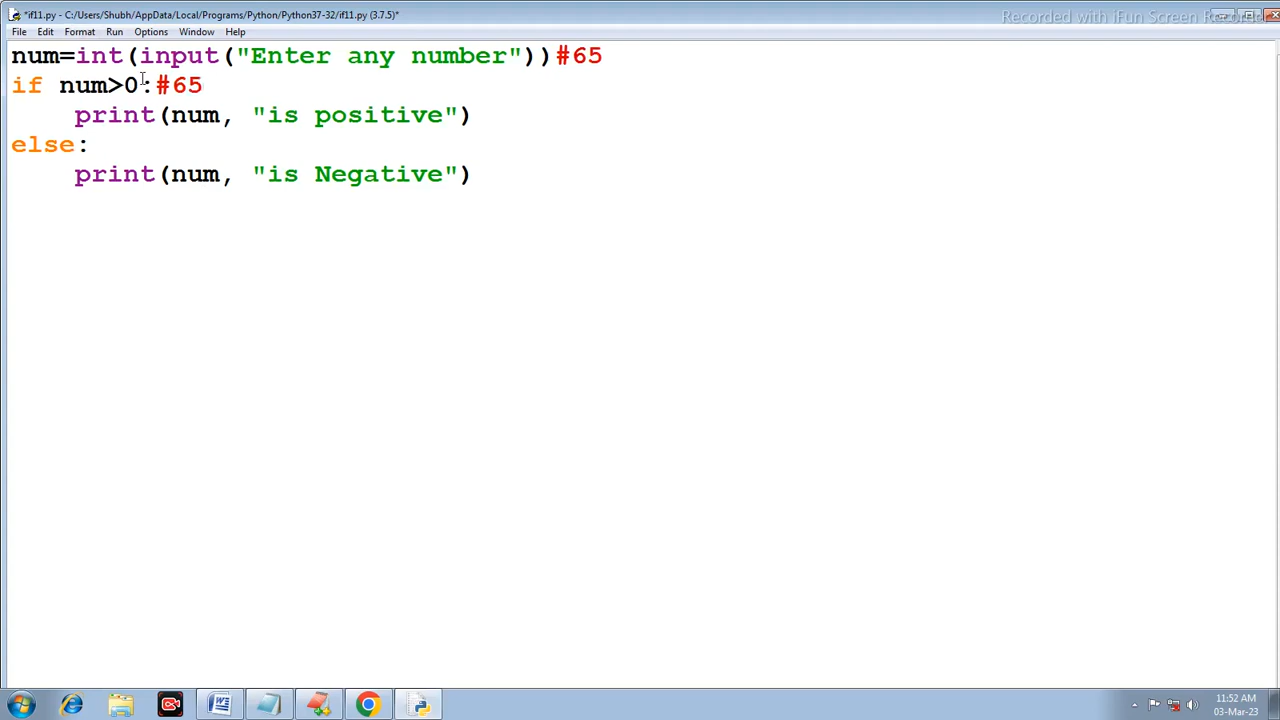 *if11.py - C:/Users/Shubh/AppData/Local/Programs/Python/Python37-32/if11.py (3.7.5)*
Recorded with iFun Screen Recorder
File Edit Format Run Options Window Help
num=int(input("Enter any number"))#65
if num>0:#65
    print(num, "is positive")
else:
    print(num, "is Negative")
11:52 AM
03-Mar-23